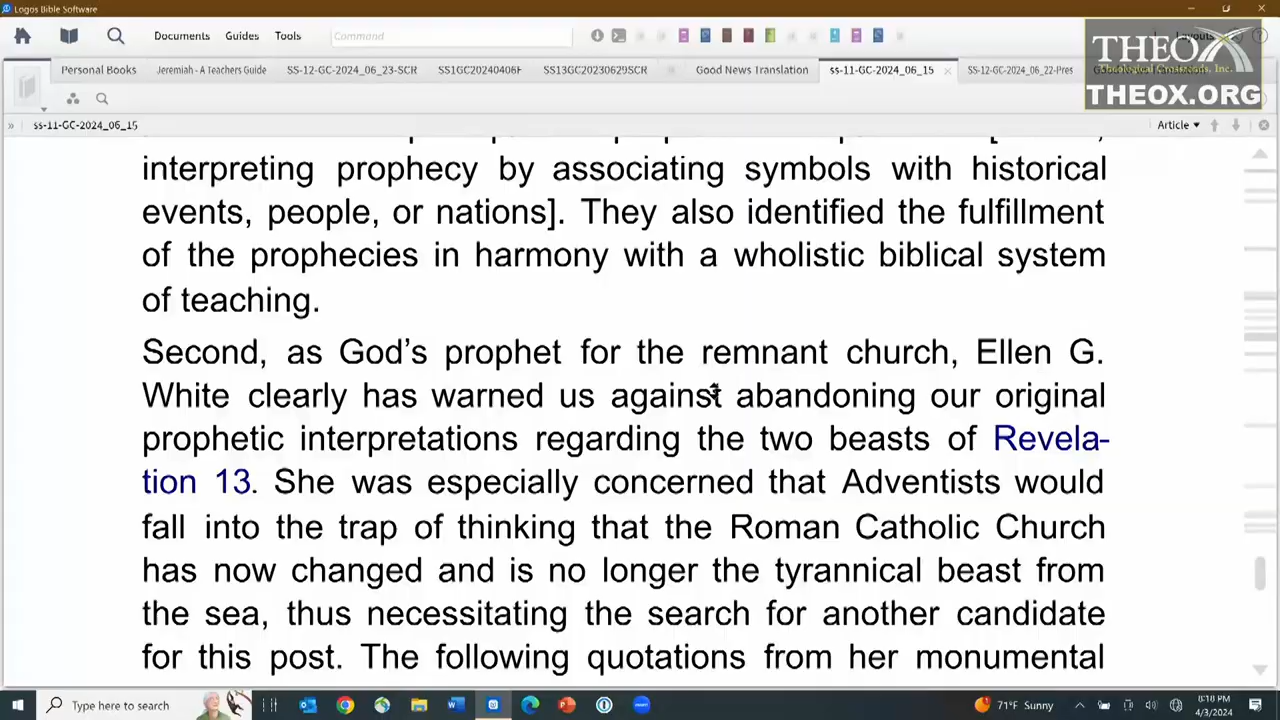 Logos Bible Software
Documents Guides Tools Command Layouts
THEOX
Theological Crossroads, Inc.
THEOX.ORG
Personal Books Jeremiah - A Teachers Guide SS-12-GC-2024_06_23-SCR SS13GC20230629SCR Good News Translation ss-11-GC-2024_06_15 SS-12-GC-2024_06_22-Pres
ss-11-GC-2024_06_15 Article
interpreting prophecy by associating symbols with historical
events, people, or nations]. They also identified the fulfillment
of the prophecies in harmony with a wholistic biblical system
of teaching.
Second, as God’s prophet for the remnant church, Ellen G.
White clearly has warned us against abandoning our original
prophetic interpretations regarding the two beasts of Revela-
tion 13. She was especially concerned that Adventists would
fall into the trap of thinking that the Roman Catholic Church
has now changed and is no longer the tyrannical beast from
the sea, thus necessitating the search for another candidate
for this post. The following quotations from her monumental
Type here to search 71°F Sunny 8:18 PM
4/3/2024